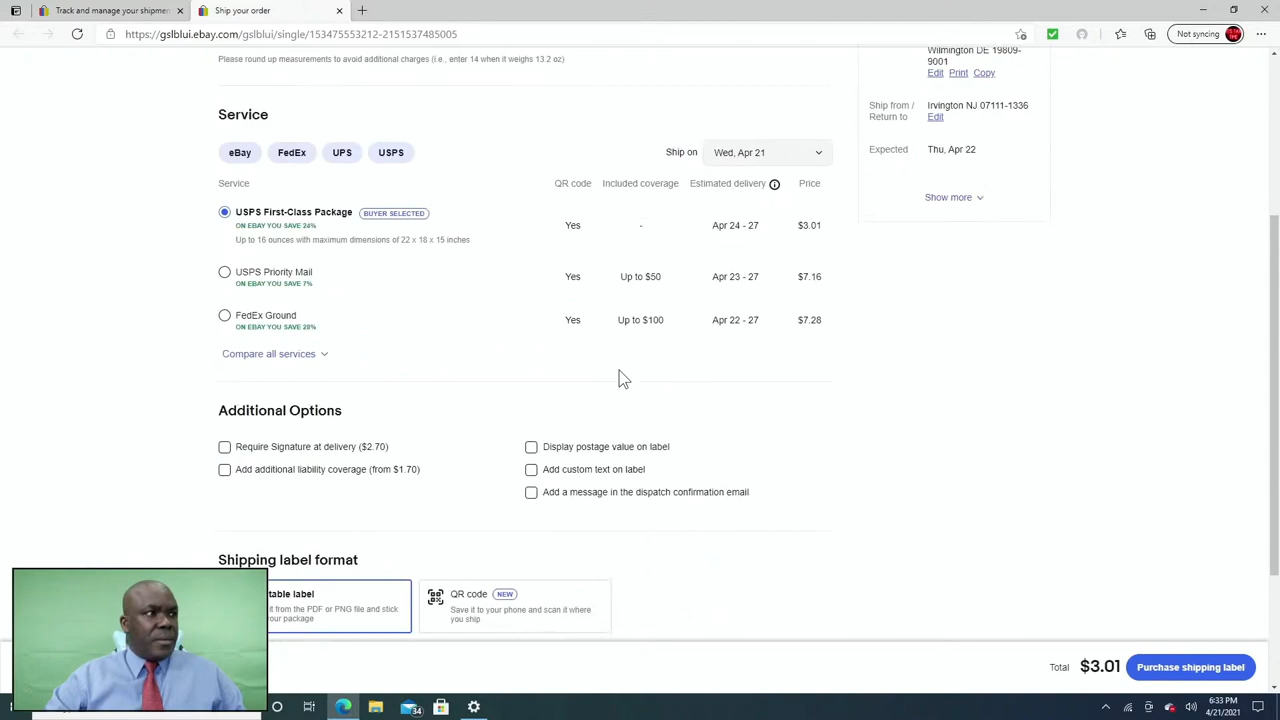 Track and manage your shipmen
Ship your order
https://gslblui.ebay.com/gslblui/single/153475553212-2151537485005
Not syncing
Please round up measurements to avoid additional charges (i.e., enter 14 when it weighs 13.2 oz)
Wilmington DE 19809-
9001
Edit Print Copy
Ship from / Irvington NJ 07111-1336
Return to Edit
Expected Thu, Apr 22
Show more
Service
eBay FedEx UPS USPS
Ship on Wed, Apr 21
Service QR code Included coverage Estimated delivery Price
USPS First-Class Package BUYER SELECTED
ON EBAY YOU SAVE 24%
Yes - Apr 24 - 27 $3.01
Up to 16 ounces with maximum dimensions of 22 x 18 x 15 inches
USPS Priority Mail Yes Up to $50 Apr 23 - 27 $7.16
ON EBAY YOU SAVE 7%
FedEx Ground Yes Up to $100 Apr 22 - 27 $7.28
ON EBAY YOU SAVE 28%
Compare all services
Additional Options
Require Signature at delivery ($2.70) Display postage value on label
Add additional liability coverage (from $1.70) Add custom text on label
Add a message in the dispatch confirmation email
Shipping label format
table label
it from the PDF or PNG file and stick
our package
QR code NEW
Save it to your phone and scan it where
you ship
Total $3.01 Purchase shipping label
34
6:33 PM
4/21/2021